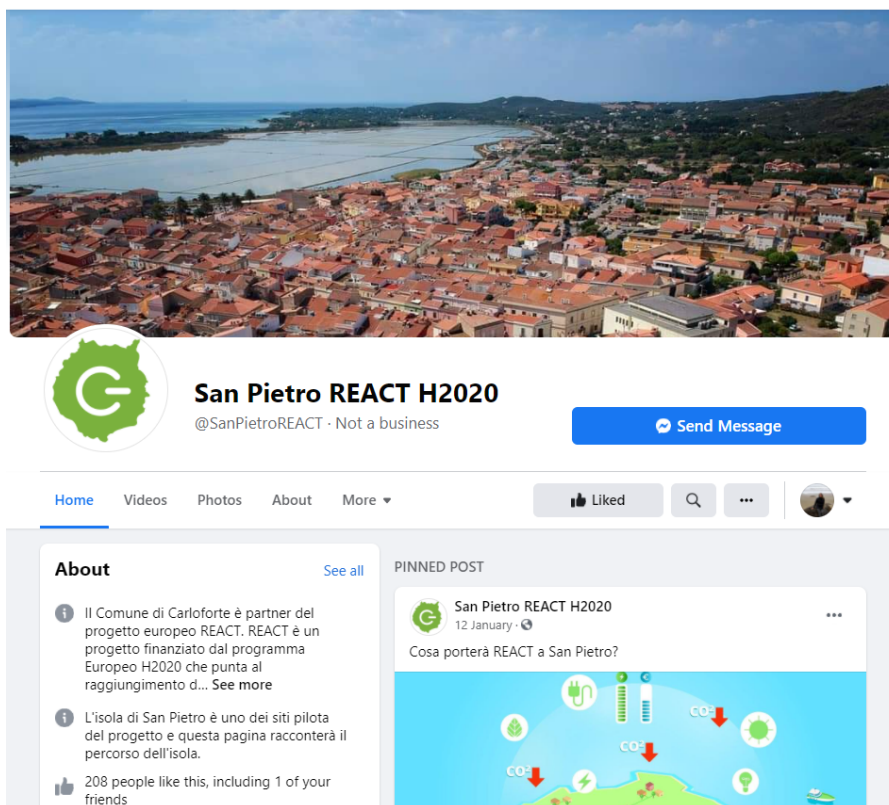 San Pietro REACT H2020
@SanPietroREACT · Not a business
Send Message
Home
Videos
Photos
About
More
Liked
About
See all
Il Comune di Carloforte è partner del
progetto europeo REACT. REACT è un
progetto finanziato dal programma
Europeo H2020 che punta al
raggiungimento d... See more
L'isola di San Pietro è uno dei siti pilota
del progetto e questa pagina racconterà il
percorso dell'isola.
208 people like this, including 1 of your
friends
PINNED POST
San Pietro REACT H2020
12 January ·
Cosa porterà REACT a San Pietro?
CO²
CO²
CO²